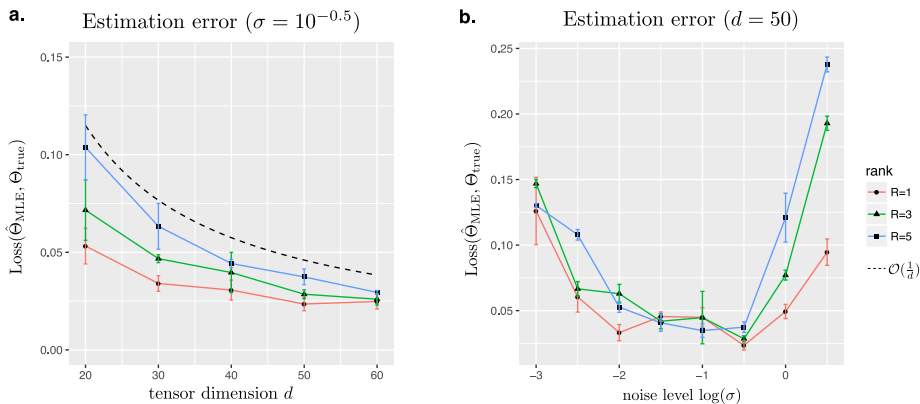 a.
Estimation error (σ = 10^{−0.5})
0.15
0.10
0.05
0.00
Loss(Θ̂_MLE, Θ_true)
20 30 40 50 60
tensor dimension d
b.
Estimation error (d = 50)
0.25
0.20
0.15
0.10
0.05
Loss(Θ̂_MLE, Θ_true)
−3 −2 −1 0
noise level log(σ)
rank
R=1
R=3
R=5
𝒪(1/d)